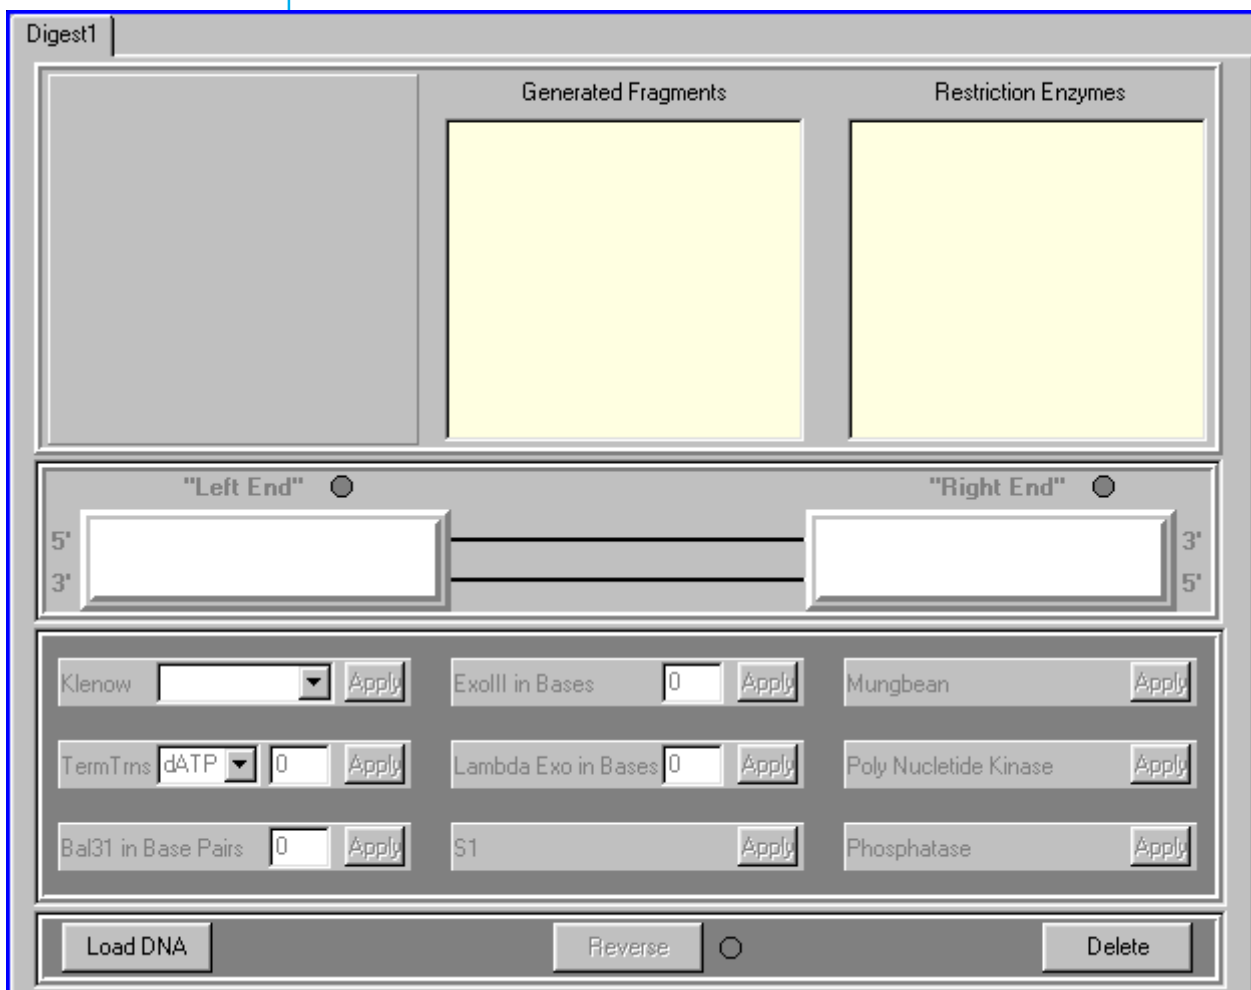 Digest1
Generated Fragments Restriction Enzymes
"Left End" "Right End"
5' 3'
3' 5'
Klenow Apply ExoIII in Bases 0 Apply Mungbean Apply
TermTrns dATP 0 Apply Lambda Exo in Bases 0 Apply Poly Nucletide Kinase Apply
Bal31 in Base Pairs 0 Apply S1 Apply Phosphatase Apply
Load DNA Reverse Delete